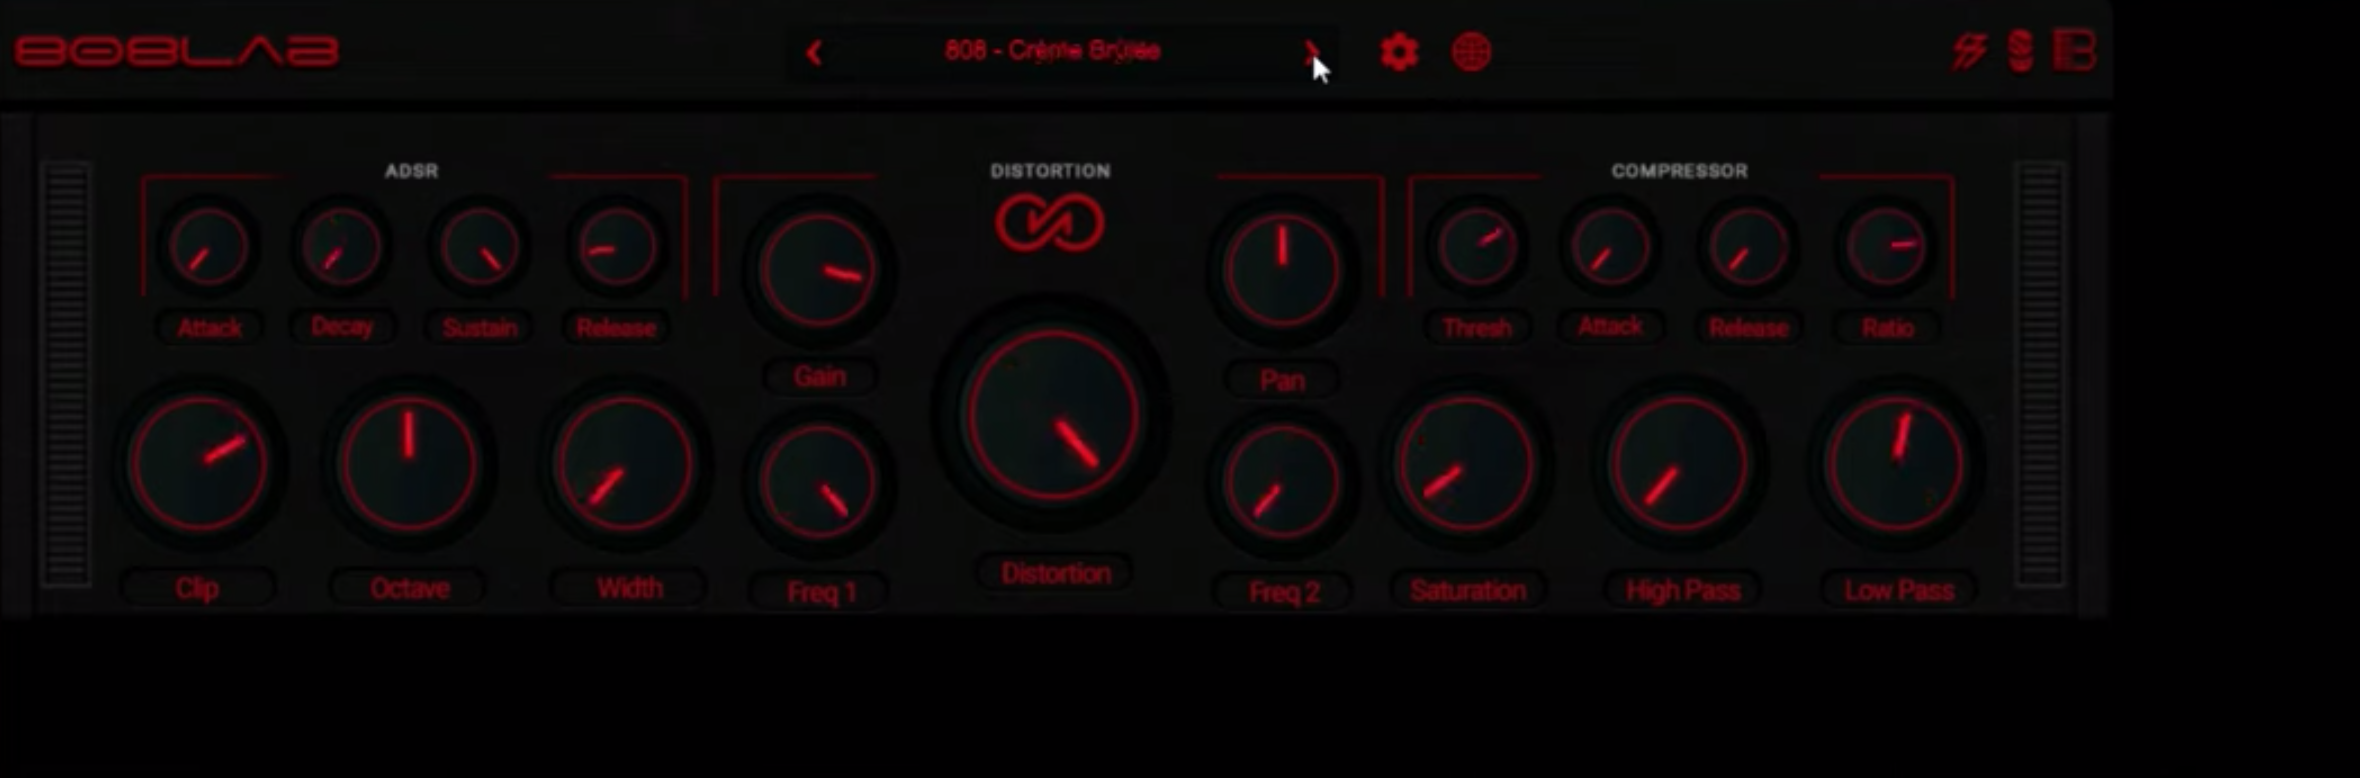 808LAB
808 - Crème Brûlée
ADSR
DISTORTION
COMPRESSOR
Attack Decay Sustain Release
Thresh Attack Release Ratio
Gain
Pan
Clip Octave Width Freq 1 Distortion Freq 2 Saturation High Pass Low Pass